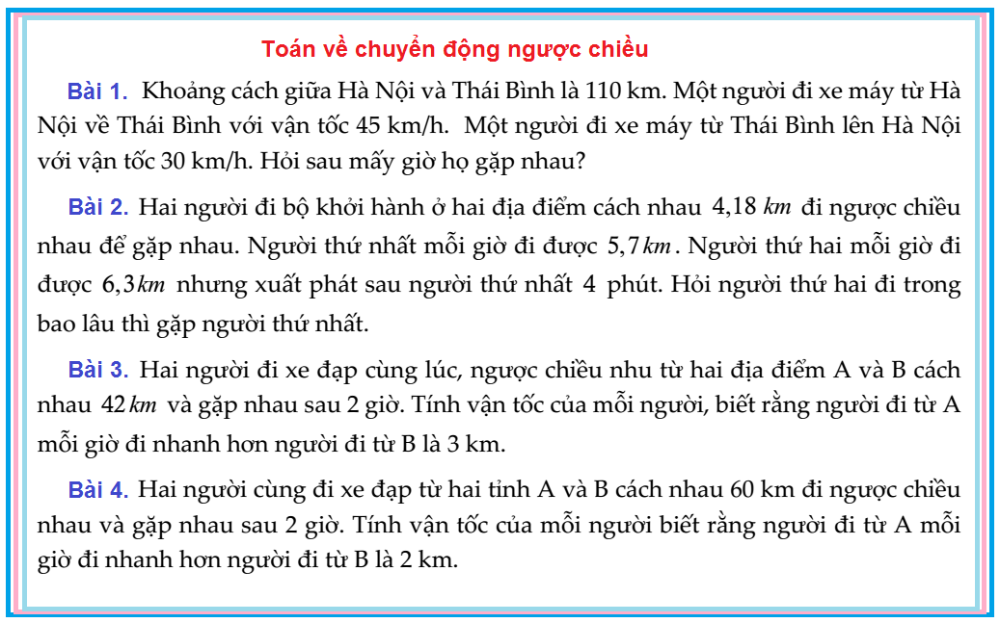 Toán về chuyển động ngược chiều
Bài 1. Khoảng cách giữa Hà Nội và Thái Bình là 110 km. Một người đi xe máy từ Hà
Nội về Thái Bình với vận tốc 45 km/h. Một người đi xe máy từ Thái Bình lên Hà Nội
với vận tốc 30 km/h. Hỏi sau mấy giờ họ gặp nhau?
Bài 2. Hai người đi bộ khởi hành ở hai địa điểm cách nhau 4,18 km đi ngược chiều
nhau để gặp nhau. Người thứ nhất mỗi giờ đi được 5,7km. Người thứ hai mỗi giờ đi
được 6,3km nhưng xuất phát sau người thứ nhất 4 phút. Hỏi người thứ hai đi trong
bao lâu thì gặp người thứ nhất.
Bài 3. Hai người đi xe đạp cùng lúc, ngược chiều nhu từ hai địa điểm A và B cách
nhau 42km và gặp nhau sau 2 giờ. Tính vận tốc của mỗi người, biết rằng người đi từ A
mỗi giờ đi nhanh hơn người đi từ B là 3 km.
Bài 4. Hai người cùng đi xe đạp từ hai tỉnh A và B cách nhau 60 km đi ngược chiều
nhau và gặp nhau sau 2 giờ. Tính vận tốc của mỗi người biết rằng người đi từ A mỗi
giờ đi nhanh hơn người đi từ B là 2 km.